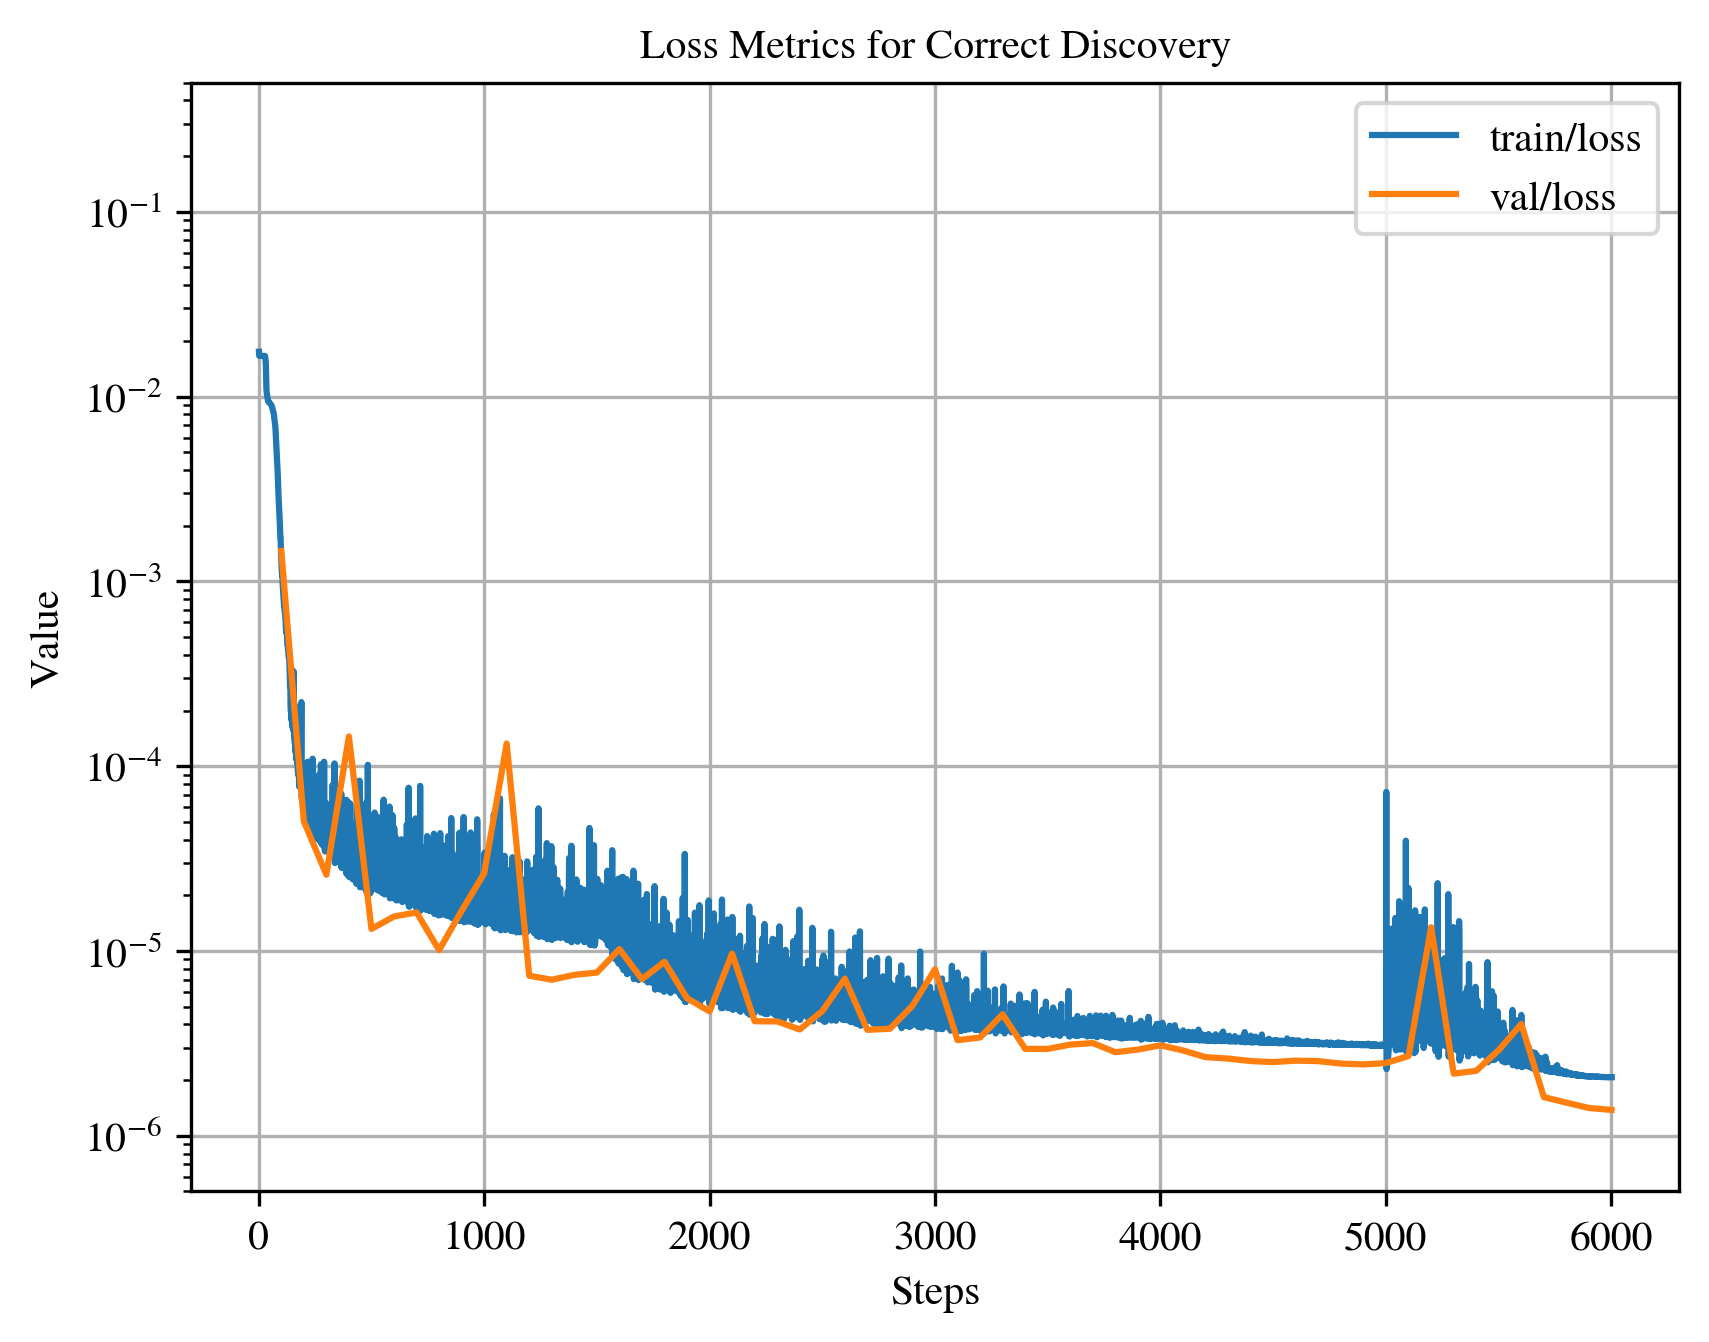 Loss Metrics for Correct Discovery
train/loss
val/loss
10⁻¹
10⁻²
10⁻³
10⁻⁴
10⁻⁵
10⁻⁶
Value
0 1000 2000 3000 4000 5000 6000
Steps